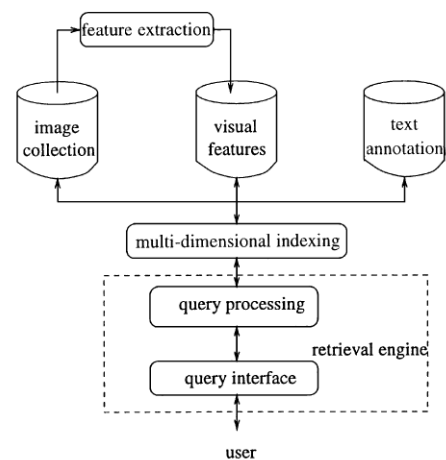 feature extraction
image
collection
visual
features
text
annotation
multi-dimensional indexing
query processing
retrieval engine
query interface
user